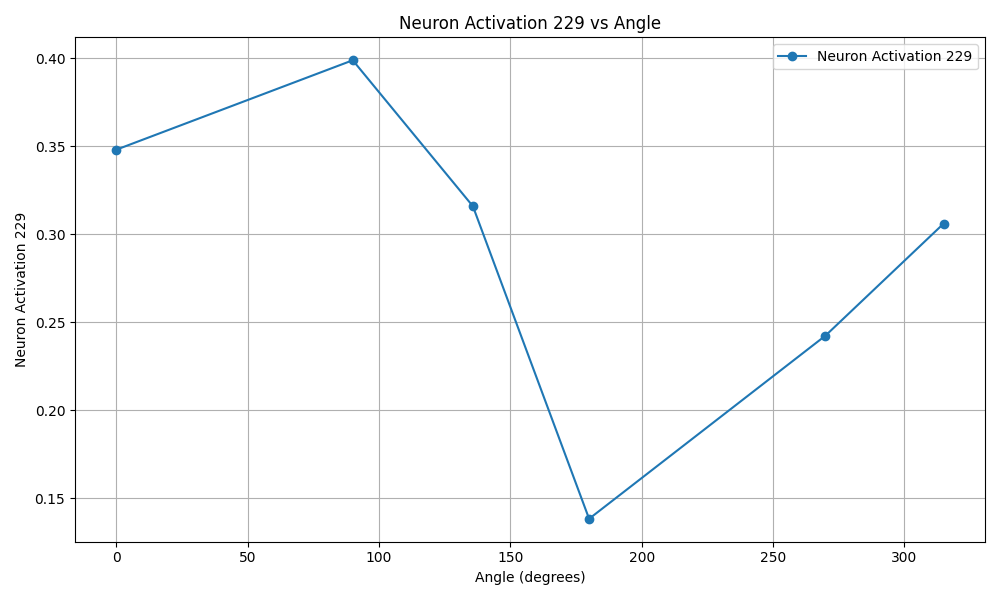 Neuron Activation 229 vs Angle
Neuron Activation 229
0.40
0.35
0.30
0.25
0.20
0.15
Neuron Activation 229
0 50 100 150 200 250 300
Angle (degrees)